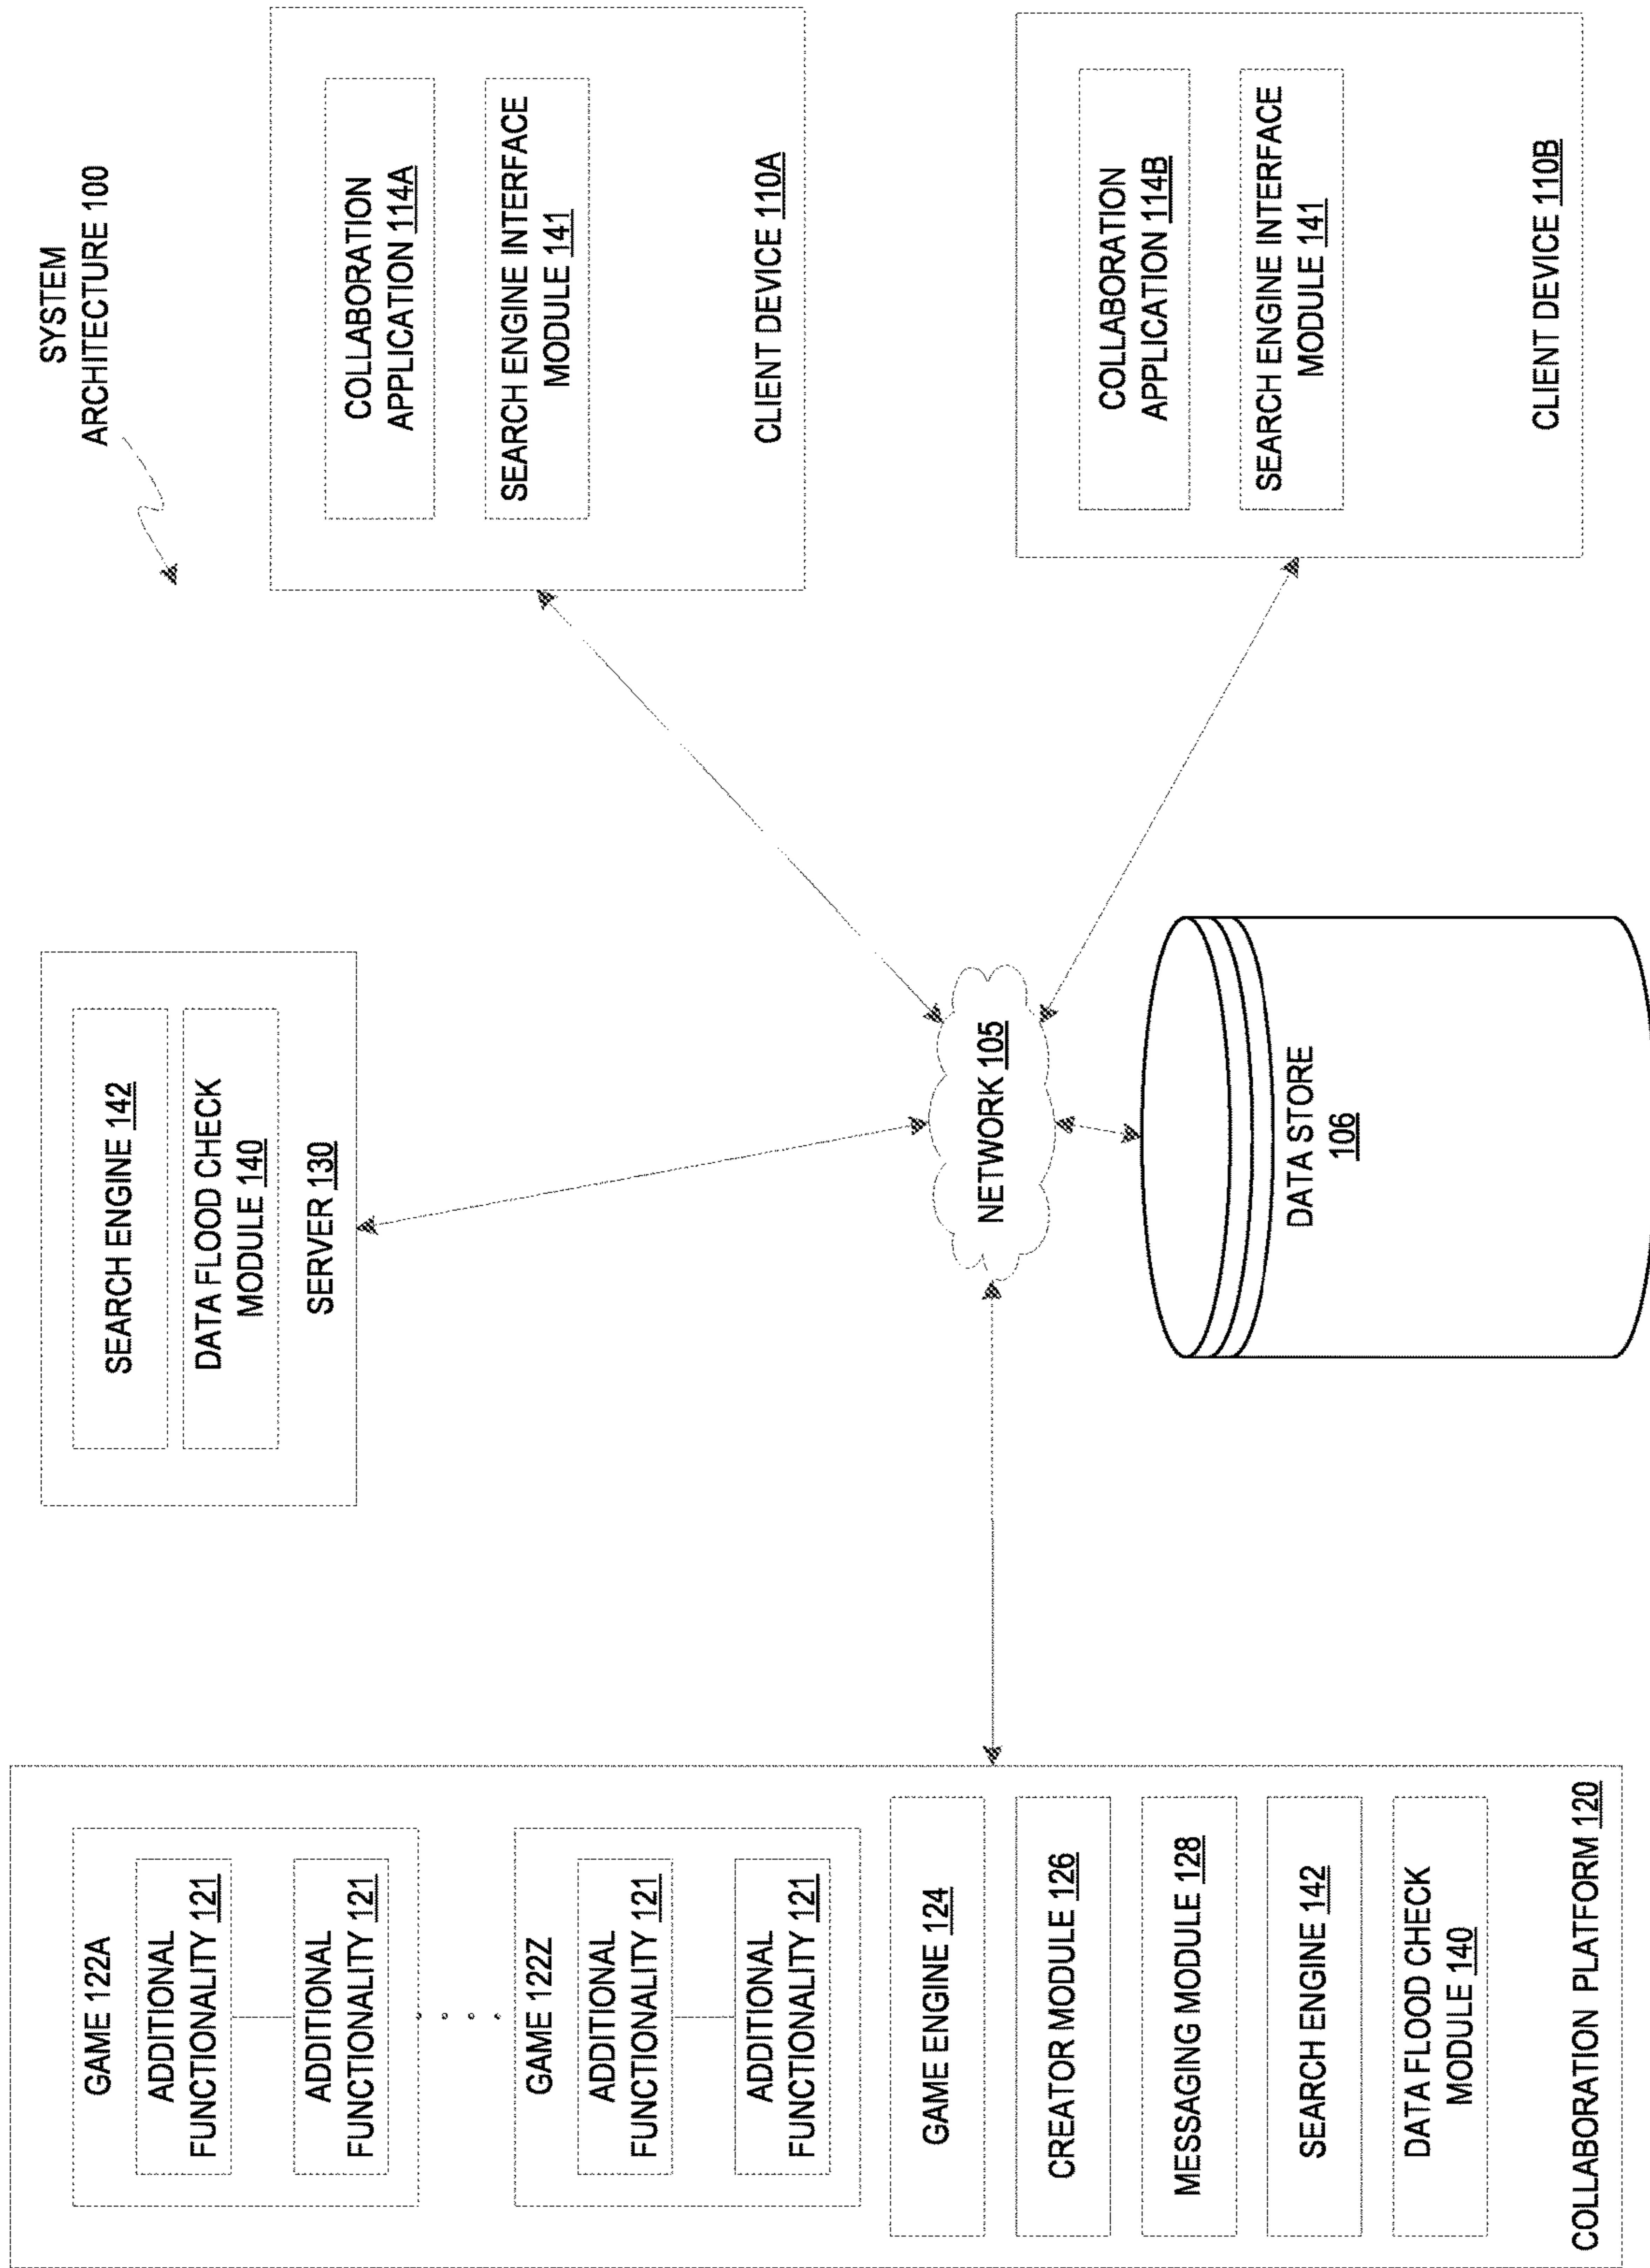 SYSTEM
ARCHITECTURE 100
GAME 122A
ADDITIONAL
FUNCTIONALITY 121
ADDITIONAL
FUNCTIONALITY 121
GAME 122Z
ADDITIONAL
FUNCTIONALITY 121
ADDITIONAL
FUNCTIONALITY 121
GAME ENGINE 124
CREATOR MODULE 126
MESSAGING MODULE 128
SEARCH ENGINE 142
DATA FLOOD CHECK
MODULE 140
COLLABORATION PLATFORM 120
SEARCH ENGINE 142
DATA FLOOD CHECK
MODULE 140
SERVER 130
NETWORK 105
DATA STORE
106
COLLABORATION
APPLICATION 114A
SEARCH ENGINE INTERFACE
MODULE 141
CLIENT DEVICE 110A
COLLABORATION
APPLICATION 114B
SEARCH ENGINE INTERFACE
MODULE 141
CLIENT DEVICE 110B